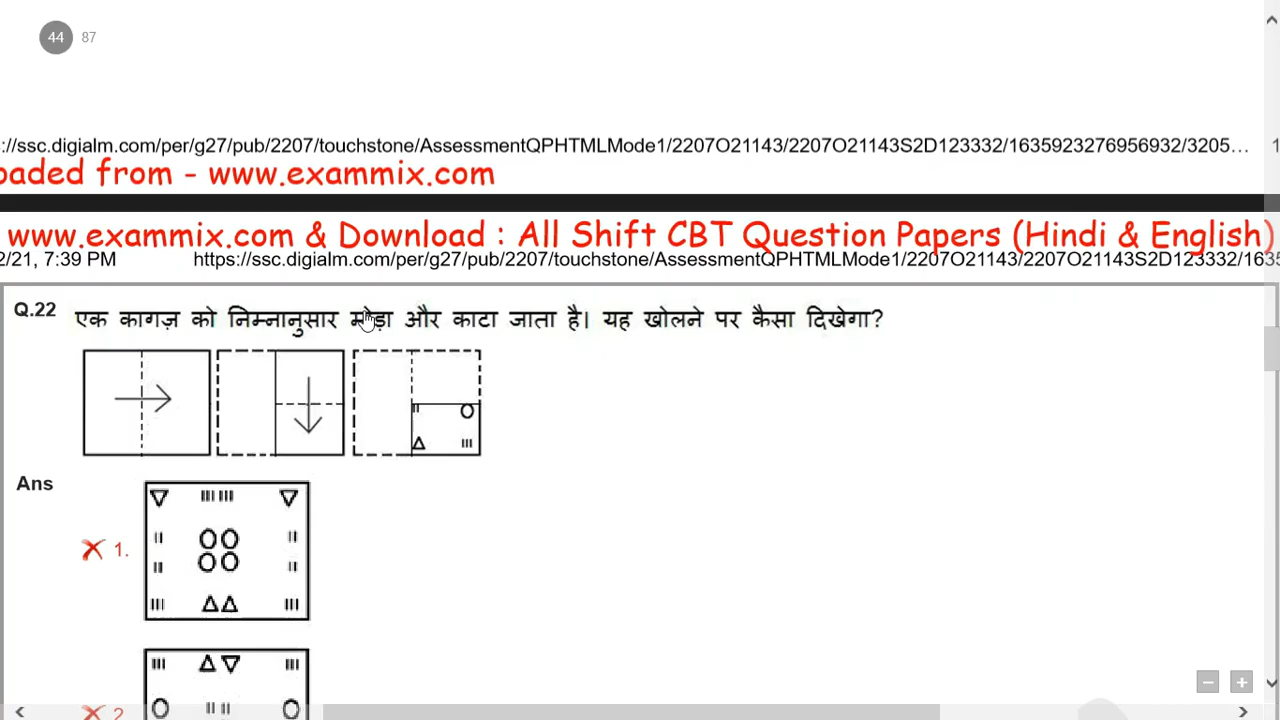 44 87
://ssc.digialm.com/per/g27/pub/2207/touchstone/AssessmentQPHTMLMode1/2207O21143/2207O21143S2D123332/1635923276956932/3205… 1
oaded from - www.exammix.com
www.exammix.com & Download : All Shift CBT Question Papers (Hindi & English)
2/21, 7:39 PM https://ssc.digialm.com/per/g27/pub/2207/touchstone/AssessmentQPHTMLMode1/2207O21143/2207O21143S2D123332/163
Q.22 एक कागज़ को निम्नानुसार मोड़ा और काटा जाता है। यह खोलने पर कैसा दिखेगा?
Ans
1.
2